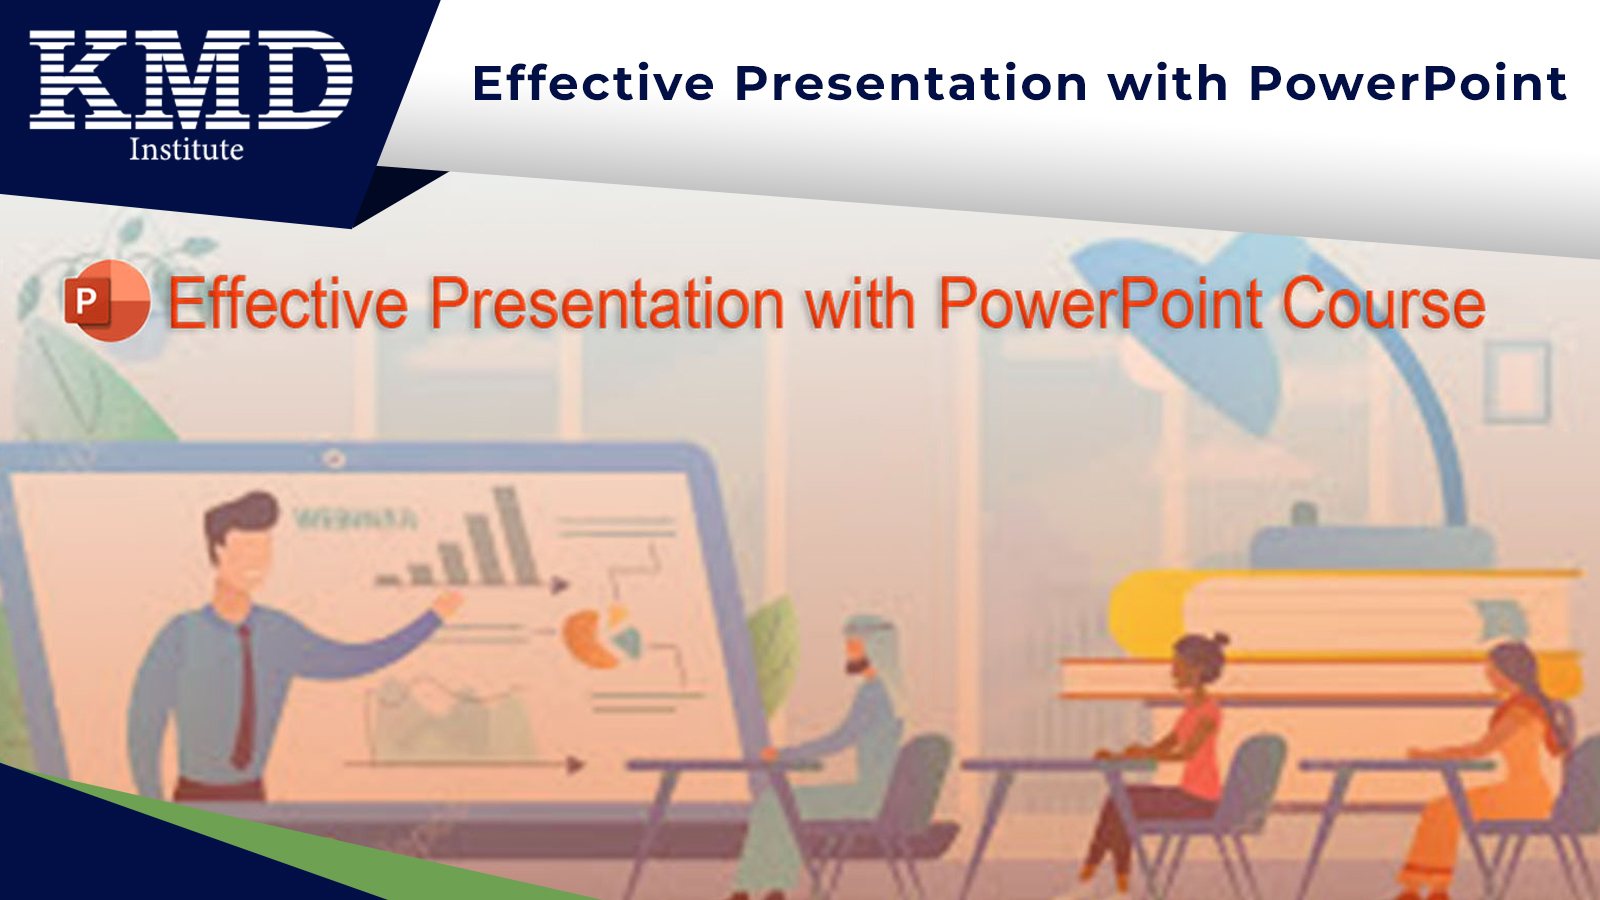 KMD
Institute
Effective Presentation with PowerPoint
P
Effective Presentation with PowerPoint Course